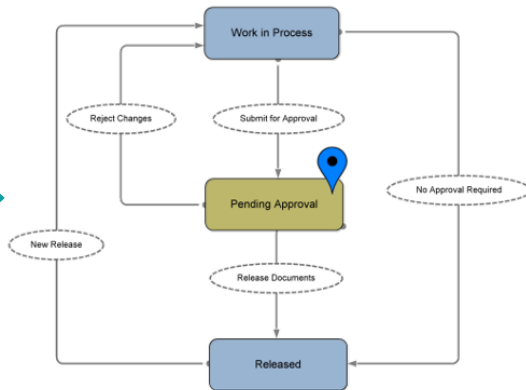 Work in Process
Reject Changes
Submit for Approval
Pending Approval
No Approval Required
New Release
Release Documents
Released